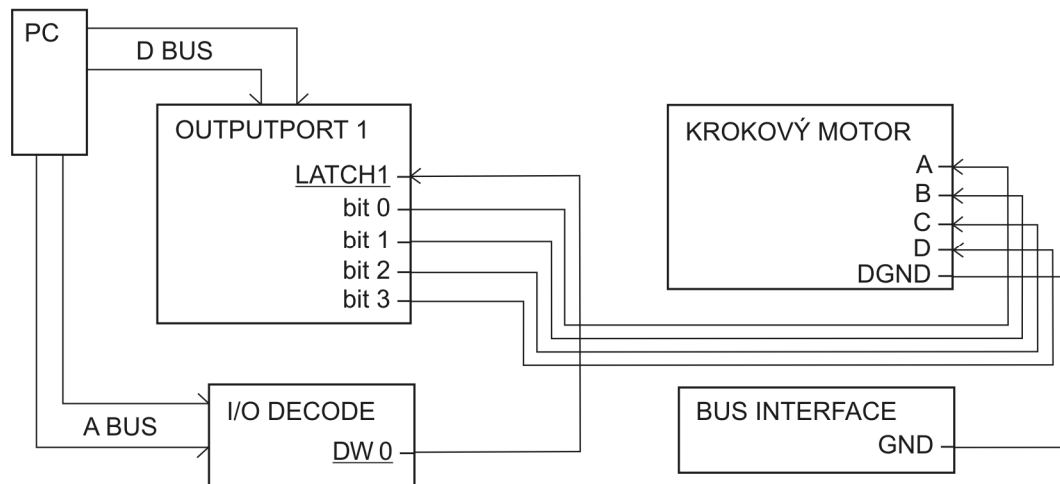 PC
D BUS
OUTPUTPORT 1
LATCH1
bit 0
bit 1
bit 2
bit 3
KROKOVÝ MOTOR
A
B
C
D
DGND
A BUS
I/O DECODE
DW 0
BUS INTERFACE
GND